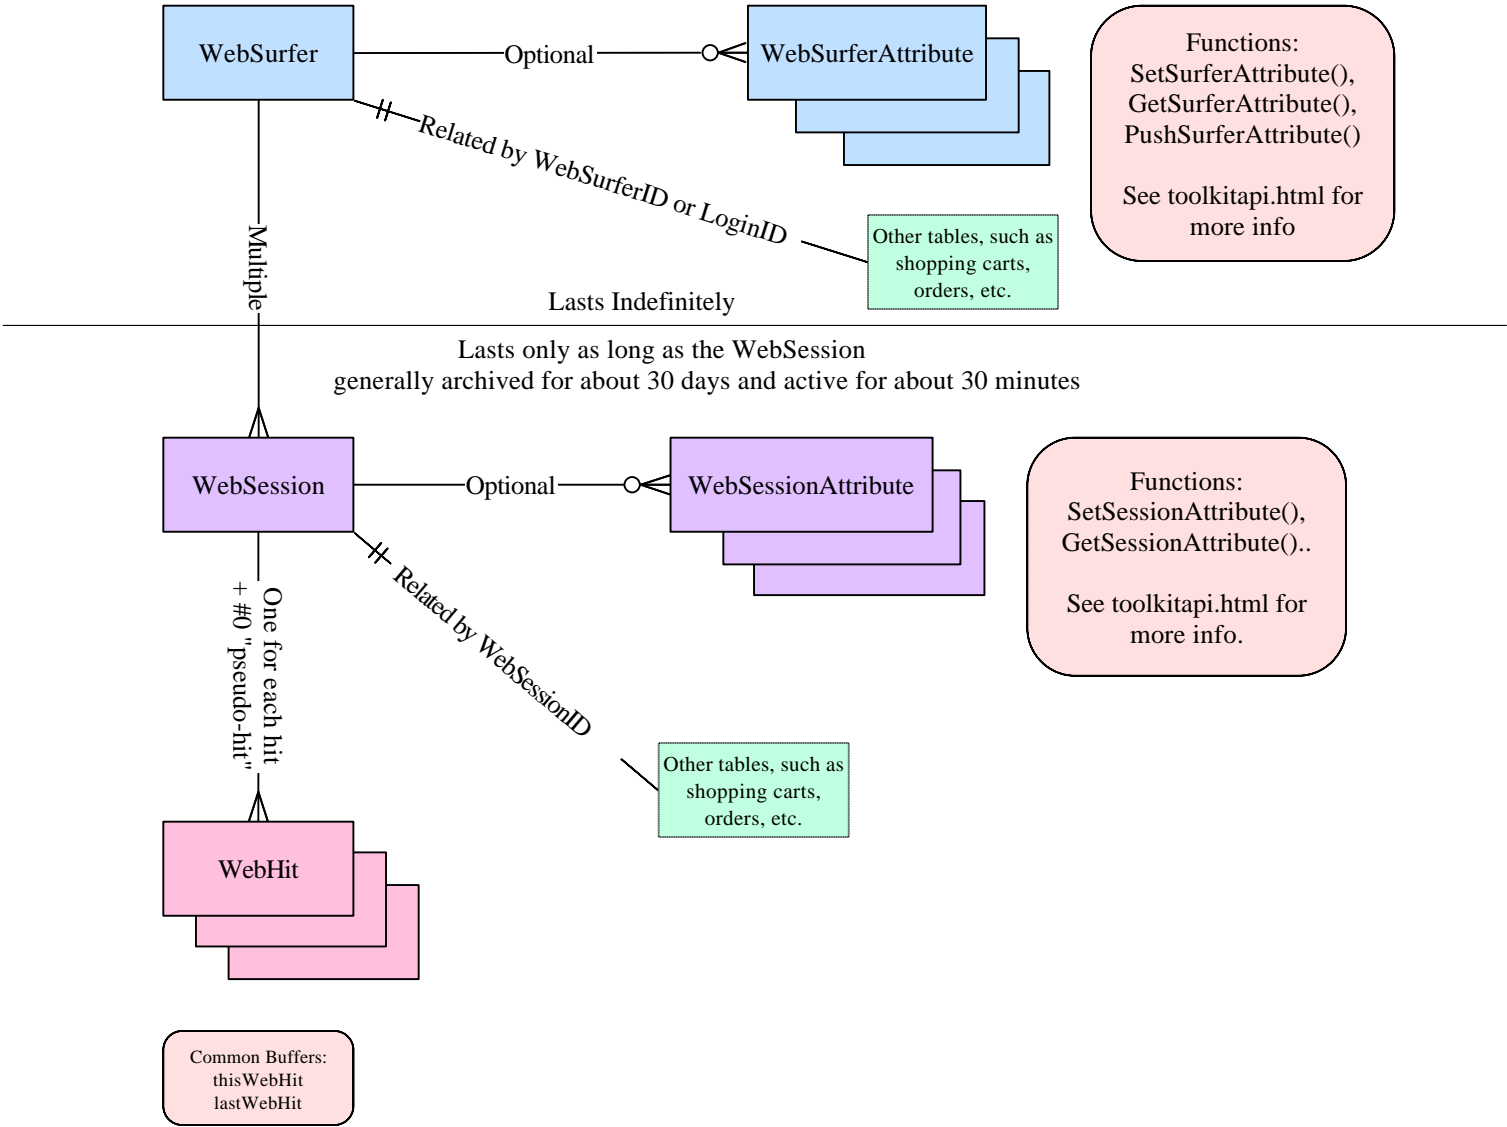 WebSurfer
Optional
WebSurferAttribute
Functions:
SetSurferAttribute(),
GetSurferAttribute(),
PushSurferAttribute()
See toolkitapi.html for
more info
Related by WebSurferID or LoginID
Multiple
Other tables, such as
shopping carts,
orders, etc.
Lasts Indefinitely
Lasts only as long as the WebSession
generally archived for about 30 days and active for about 30 minutes
WebSession
Optional
WebSessionAttribute
Functions:
SetSessionAttribute(),
GetSessionAttribute()..
See toolkitapi.html for
more info.
Related by WebSessionID
One for each hit
+ #0 "pseudo-hit"
Other tables, such as
shopping carts,
orders, etc.
WebHit
Common Buffers:
thisWebHit
lastWebHit